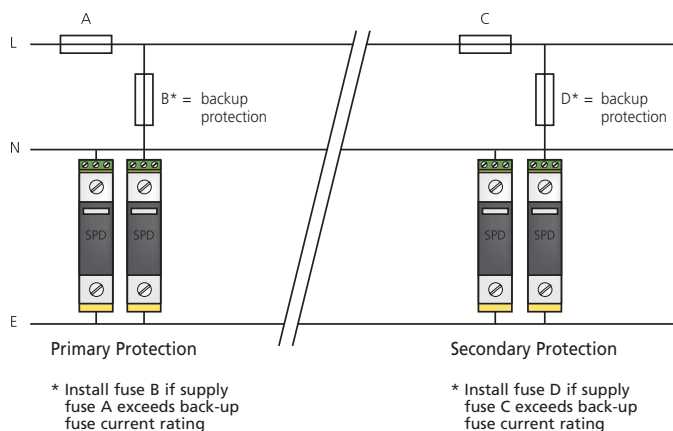 A
C
L
B* = backup
protection
D* = backup
protection
N
SPD SPD
SPD SPD
E
Primary Protection
* Install fuse B if supply
fuse A exceeds back-up
fuse current rating
Secondary Protection
* Install fuse D if supply
fuse C exceeds back-up
fuse current rating